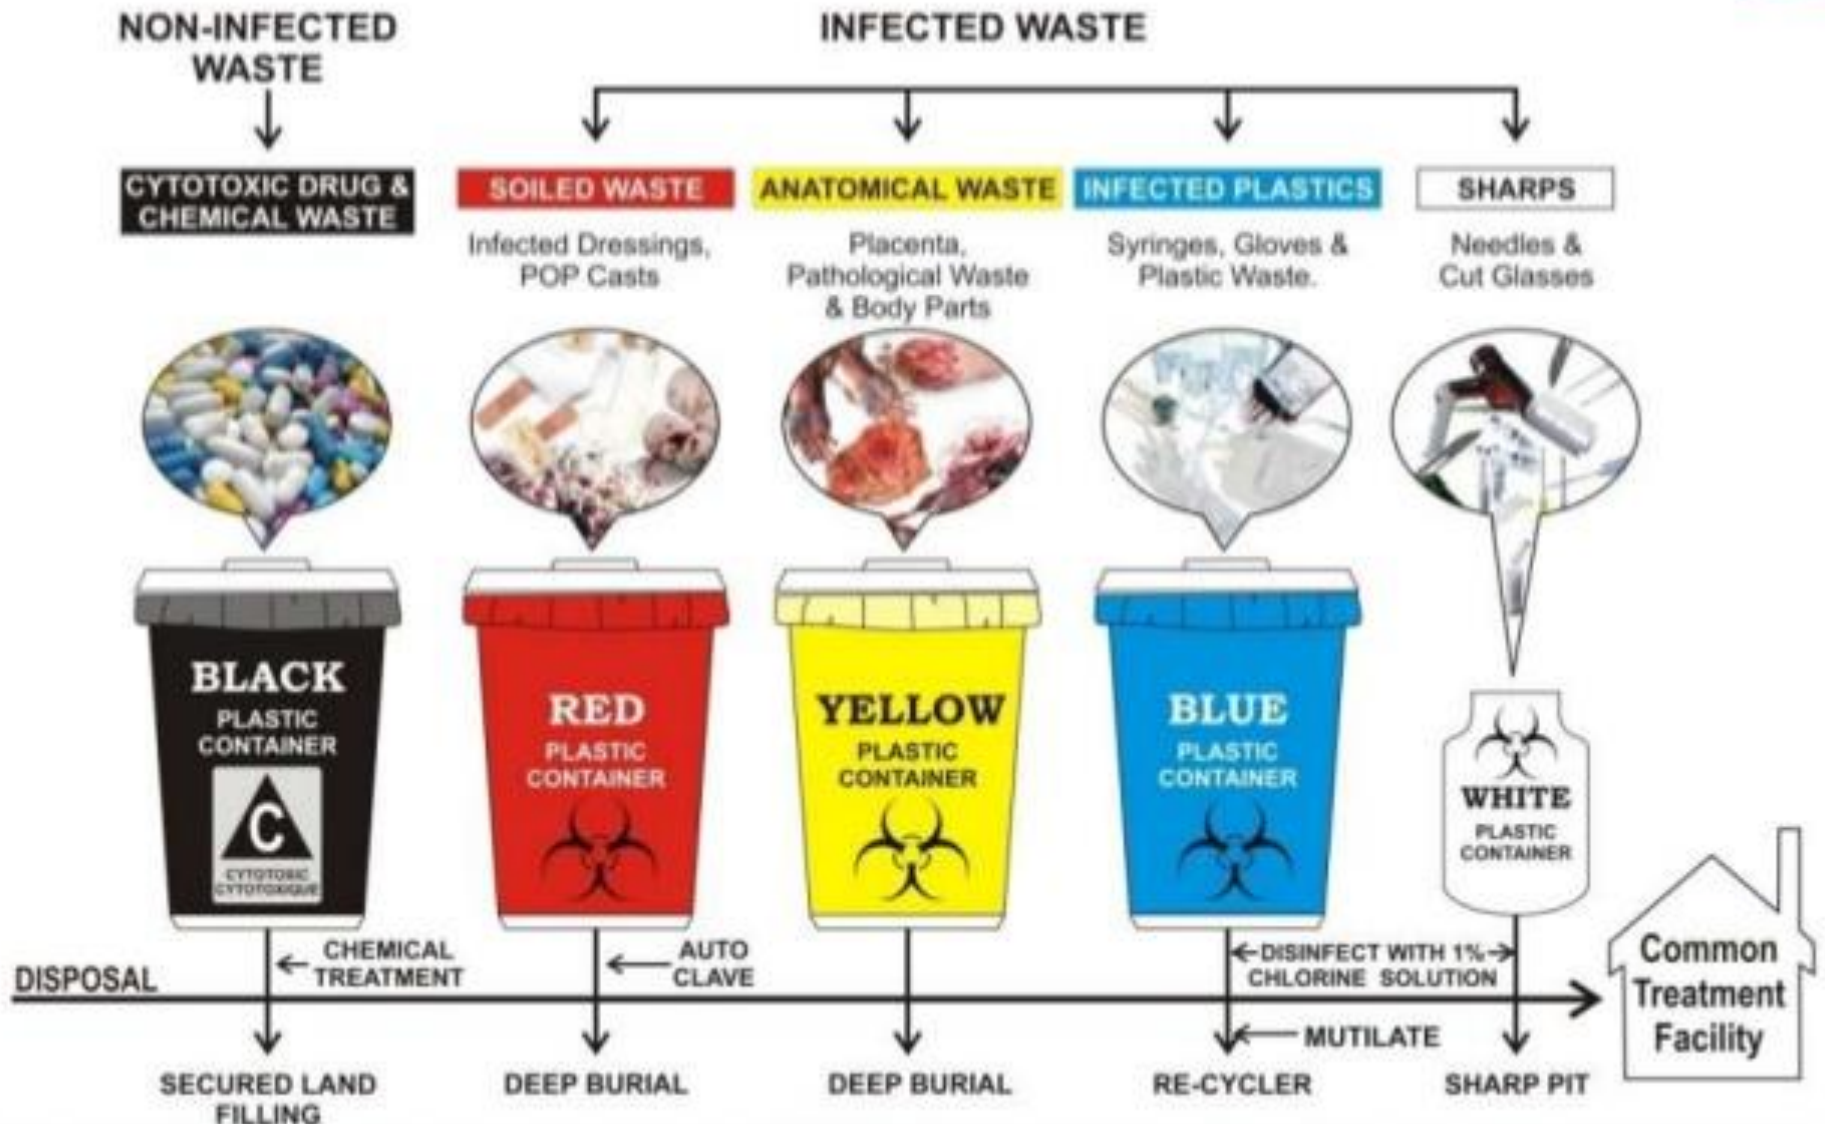 NON-INFECTED
WASTE
INFECTED WASTE
CYTOTOXIC DRUG &
CHEMICAL WASTE
SOILED WASTE
Infected Dressings,
POP Casts
ANATOMICAL WASTE
Placenta,
Pathological Waste
& Body Parts
INFECTED PLASTICS
Syringes, Gloves &
Plastic Waste.
SHARPS
Needles &
Cut Glasses
BLACK
PLASTIC
CONTAINER
C
CYTOTOXIC
CYTOTOXIQUE
RED
PLASTIC
CONTAINER
YELLOW
PLASTIC
CONTAINER
BLUE
PLASTIC
CONTAINER
WHITE
PLASTIC
CONTAINER
DISPOSAL
CHEMICAL
TREATMENT
AUTO
CLAVE
DISINFECT WITH 1%
CHLORINE SOLUTION
MUTILATE
Common
Treatment
Facility
SECURED LAND
FILLING
DEEP BURIAL
DEEP BURIAL
RE-CYCLER
SHARP PIT